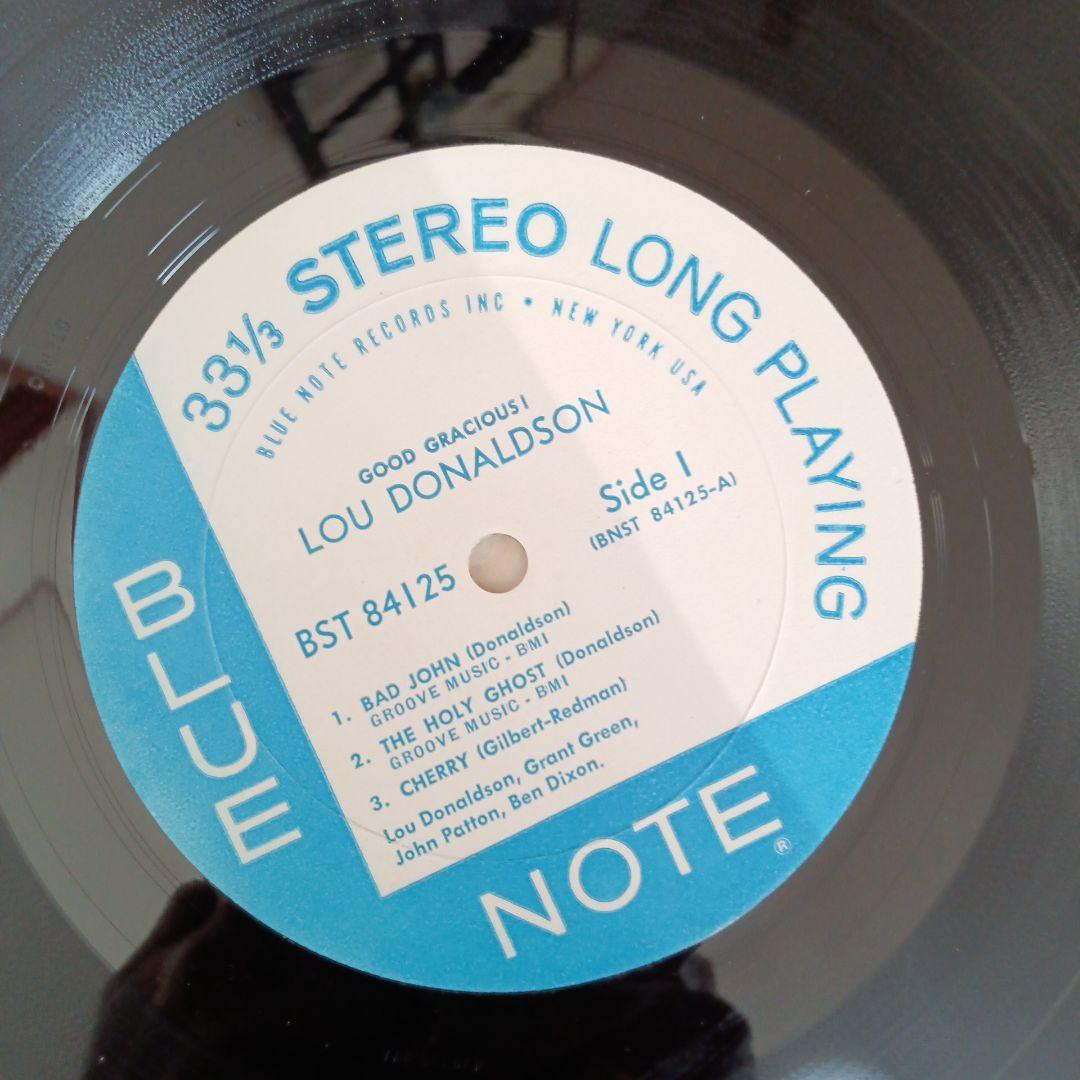 33⅓ STEREO LONG PLAYING
BLUE NOTE RECORDS INC • NEW YORK USA
GOOD GRACIOUS!
LOU DONALDSON
Side 1
(BNST 84125-A)
BST 84125
1. BAD JOHN (Donaldson)
GROOVE MUSIC - BMI
2. THE HOLY GHOST (Donaldson)
GROOVE MUSIC - BMI
3. CHERRY (Gilbert-Redman)
Lou Donaldson, Grant Green,
John Patton, Ben Dixon.
BLUE
NOTE ®